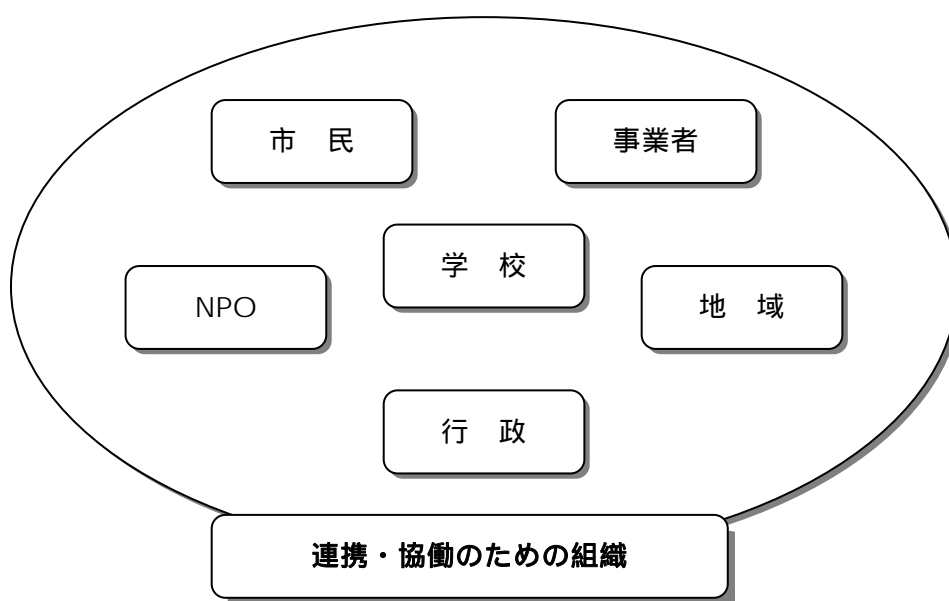 市　民
事業者
学　校
NPO
地　域
行　政
連携・協働のための組織